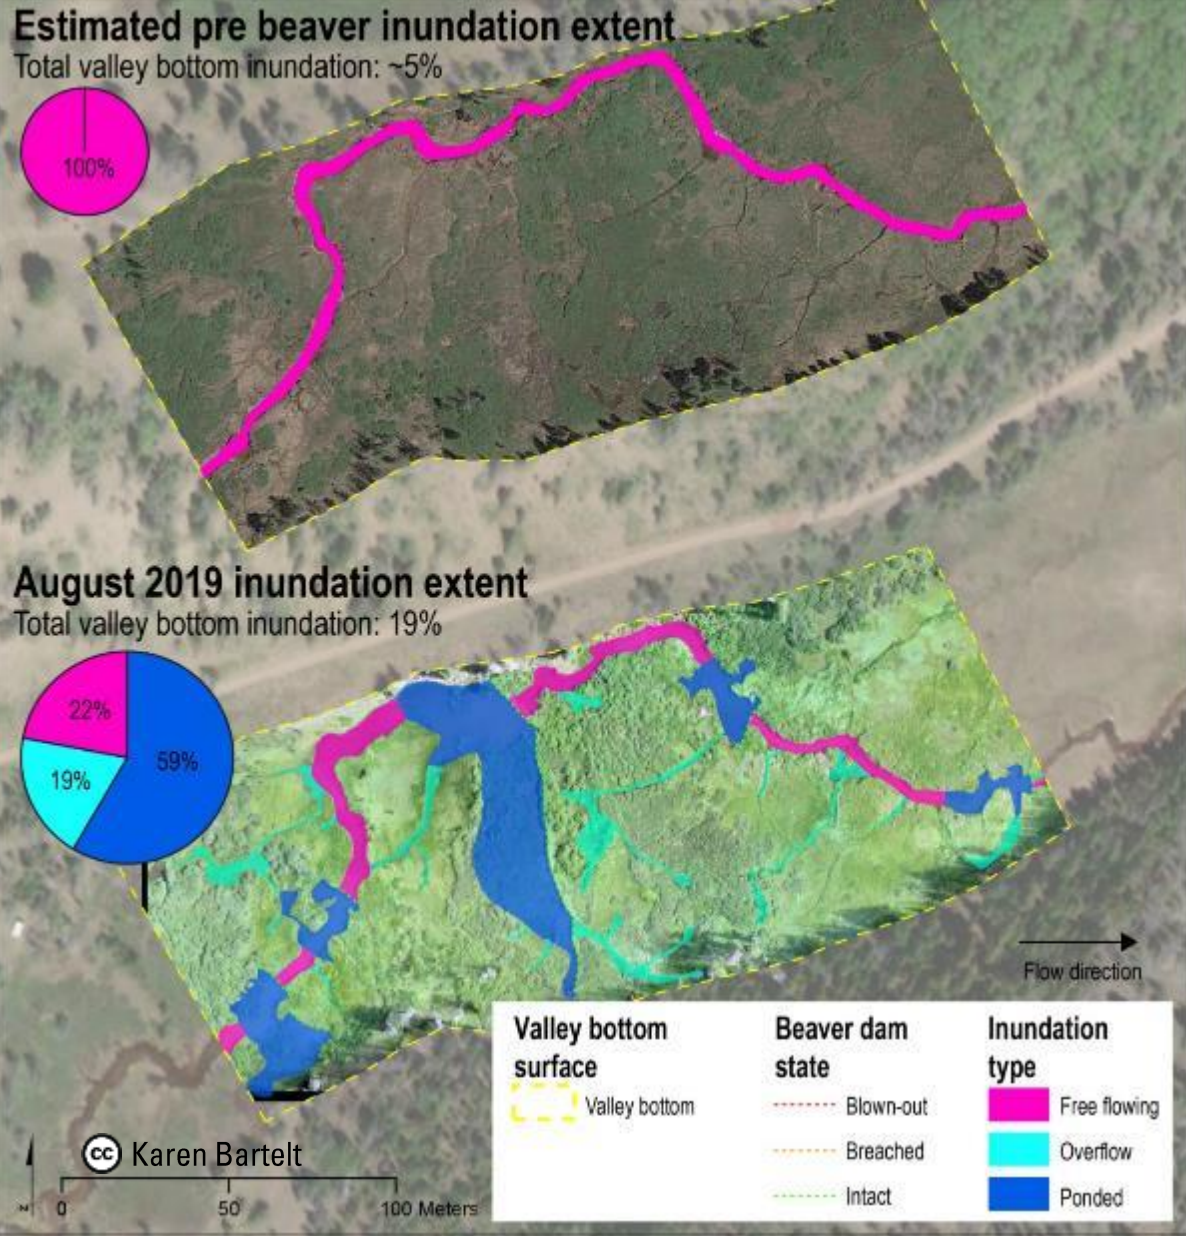 Estimated pre beaver inundation extent
Total valley bottom inundation: ~5%
100%
August 2019 inundation extent
Total valley bottom inundation: 19%
22%
59%
19%
Flow direction
Valley bottom surface
Valley bottom
Beaver dam state
Blown-out
Breached
Intact
Inundation type
Free flowing
Overflow
Ponded
cc Karen Bartelt
N
0 50 100 Meters